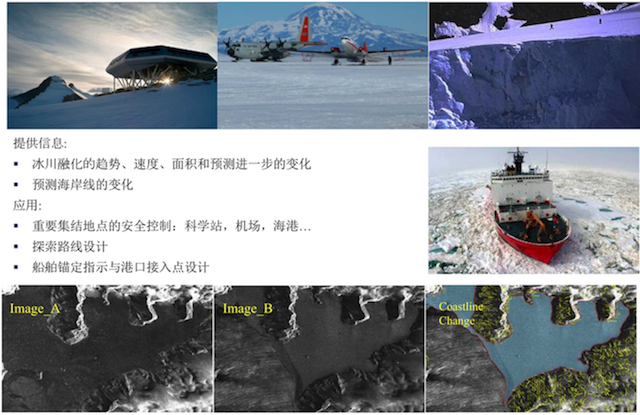 提供信息:
▪ 冰川融化的趋势、速度、面积和预测进一步的变化
▪ 预测海岸线的变化
应用:
▪ 重要集结地点的安全控制：科学站，机场，海港…
▪ 探索路线设计
▪ 船舶锚定指示与港口接入点设计
Image_A
Image_B
Coastline
Change